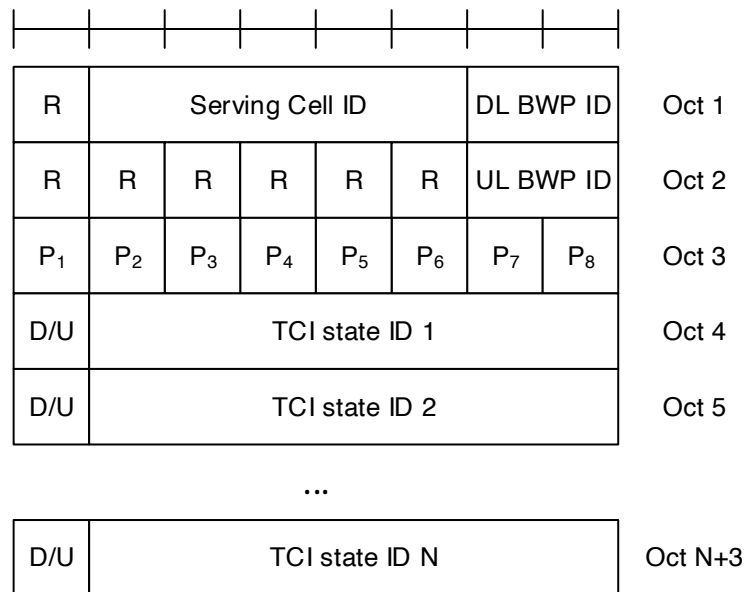 R Serving Cell ID DL BWP ID Oct 1
R R R R R R UL BWP ID Oct 2
P₁ P₂ P₃ P₄ P₅ P₆ P₇ P₈ Oct 3
D/U TCI state ID 1 Oct 4
D/U TCI state ID 2 Oct 5
...
D/U TCI state ID N Oct N+3